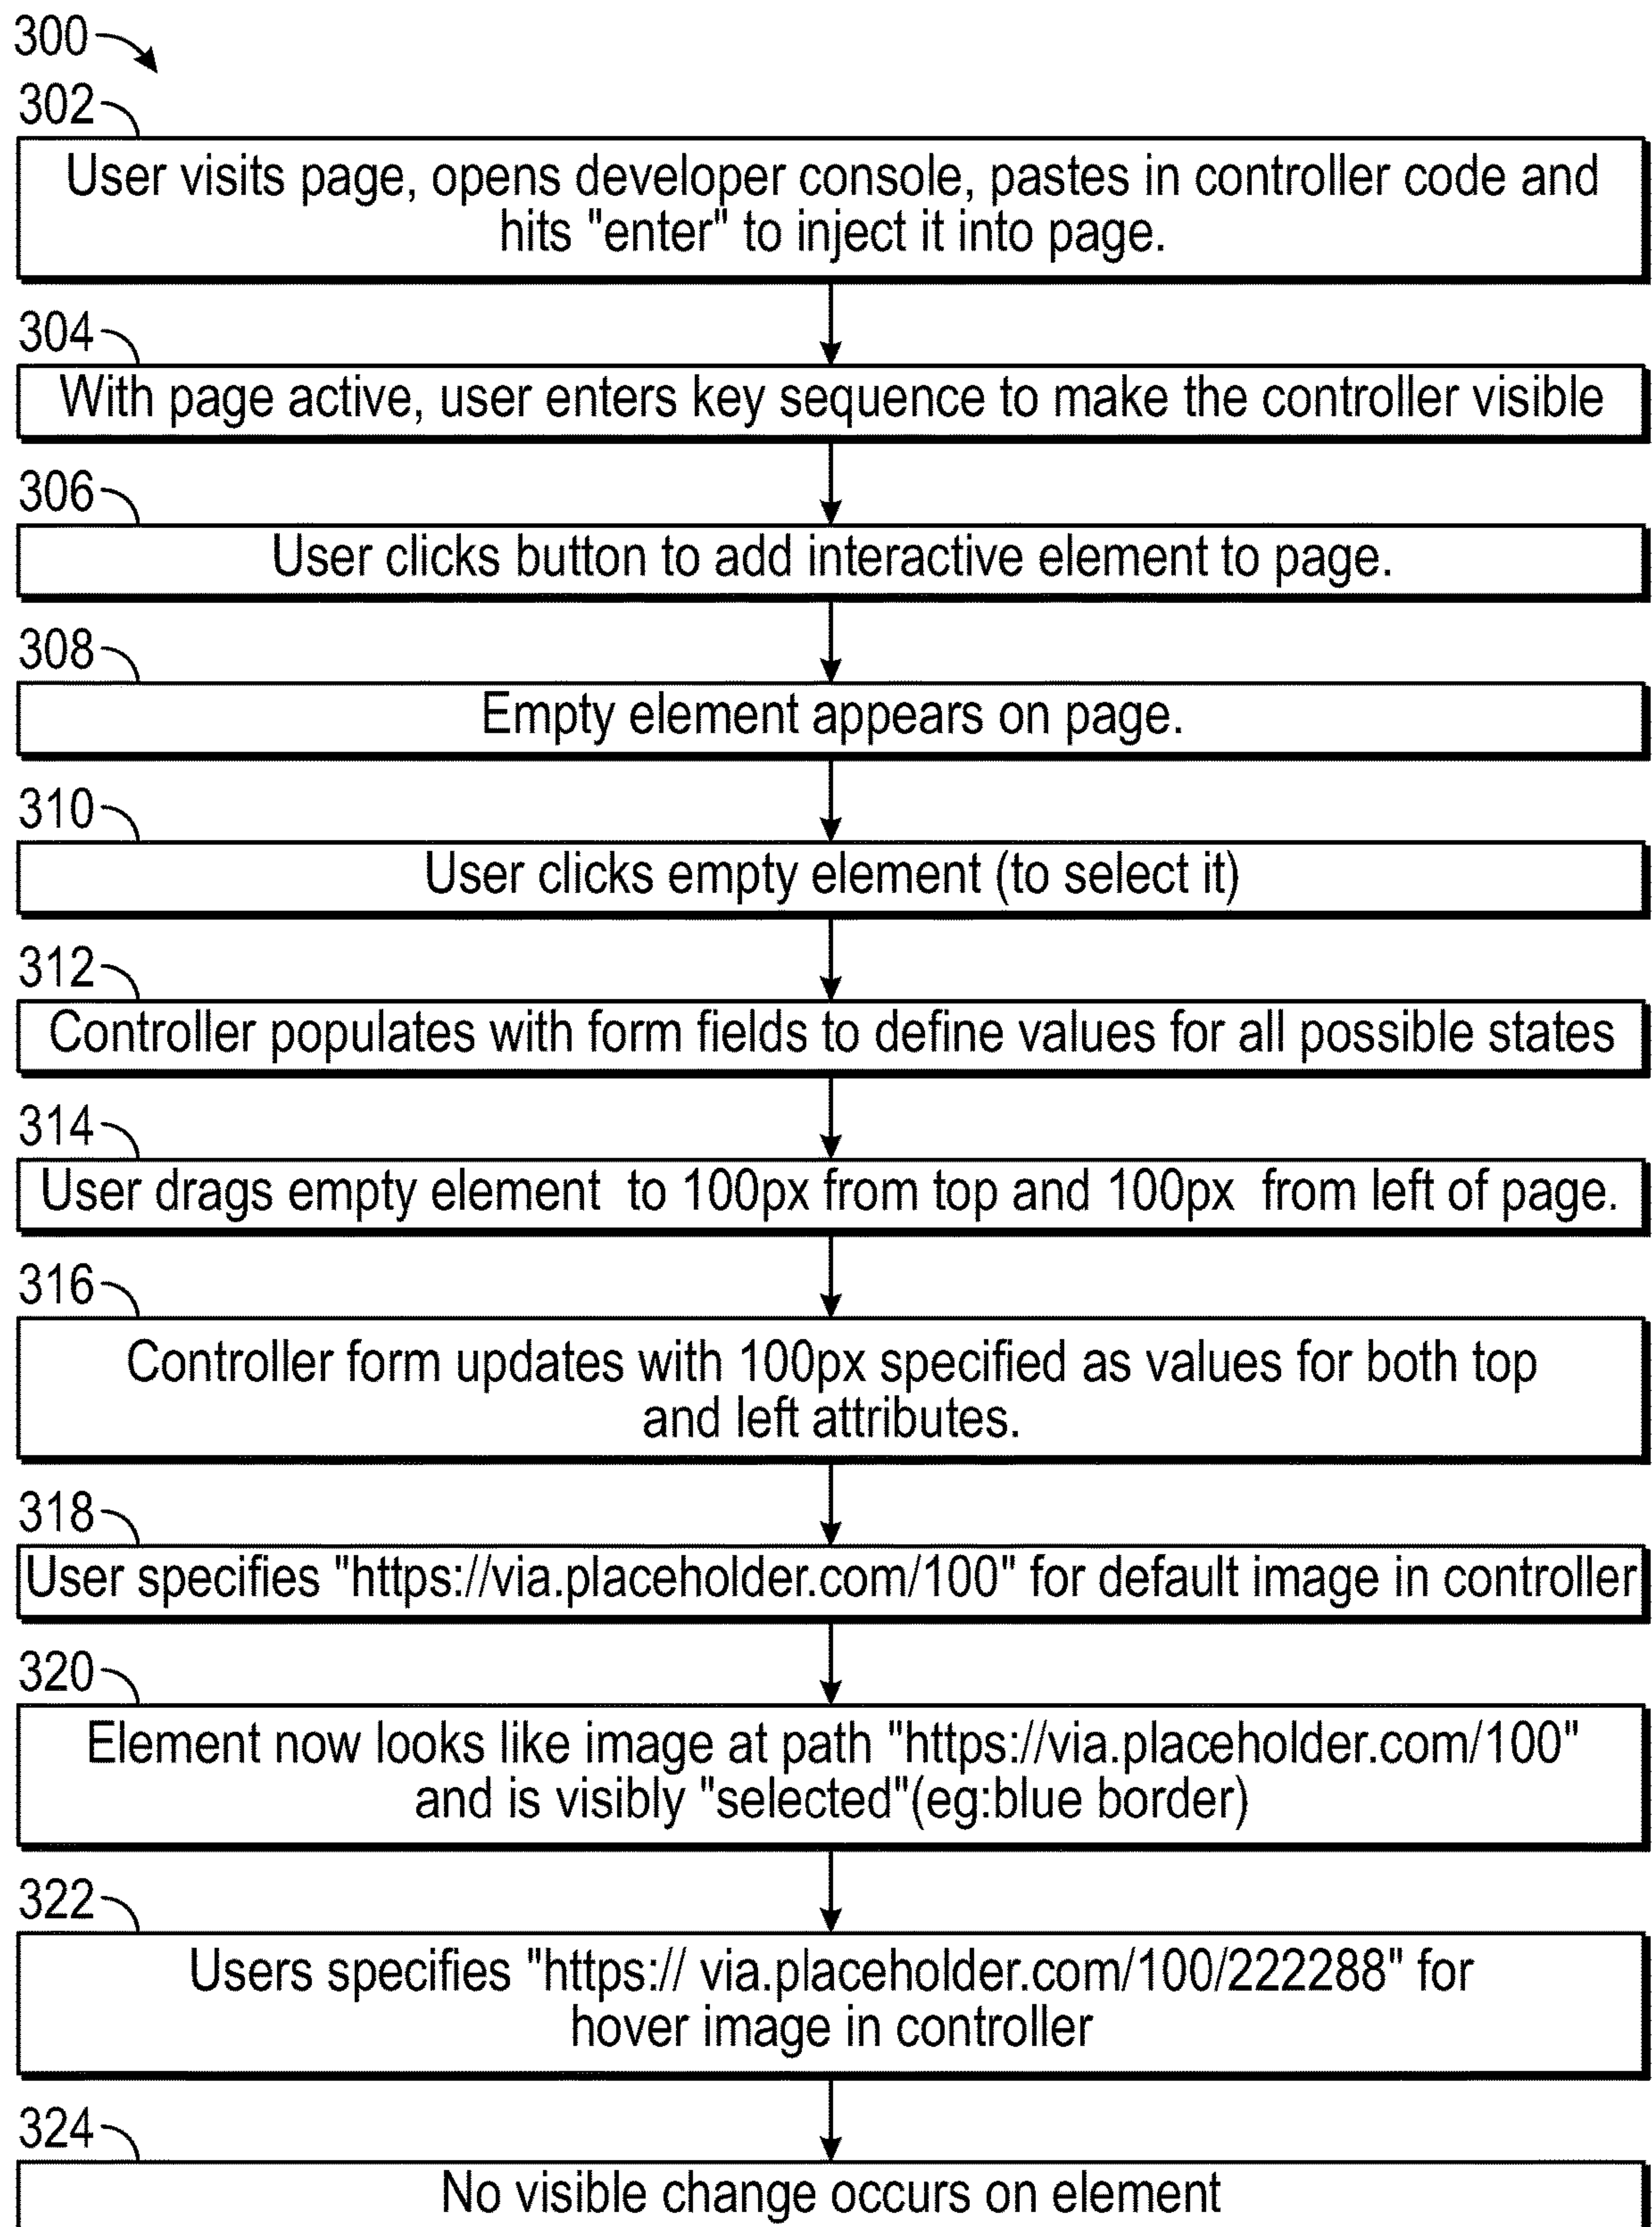 300
302
User visits page, opens developer console, pastes in controller code and
hits "enter" to inject it into page.
304
With page active, user enters key sequence to make the controller visible
306
User clicks button to add interactive element to page.
308
Empty element appears on page.
310
User clicks empty element (to select it)
312
Controller populates with form fields to define values for all possible states
314
User drags empty element to 100px from top and 100px from left of page.
316
Controller form updates with 100px specified as values for both top
and left attributes.
318
User specifies "https://via.placeholder.com/100" for default image in controller
320
Element now looks like image at path "https://via.placeholder.com/100"
and is visibly "selected"(eg:blue border)
322
Users specifies "https:// via.placeholder.com/100/222288" for
hover image in controller
324
No visible change occurs on element